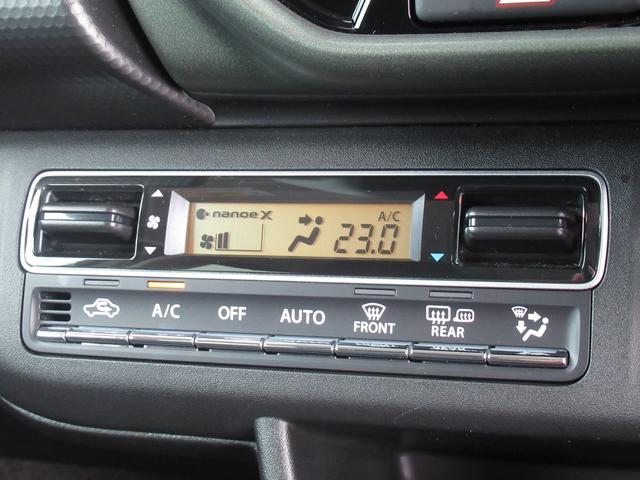 nanoe X
A/C
23.0
A/C
OFF
AUTO
FRONT
REAR